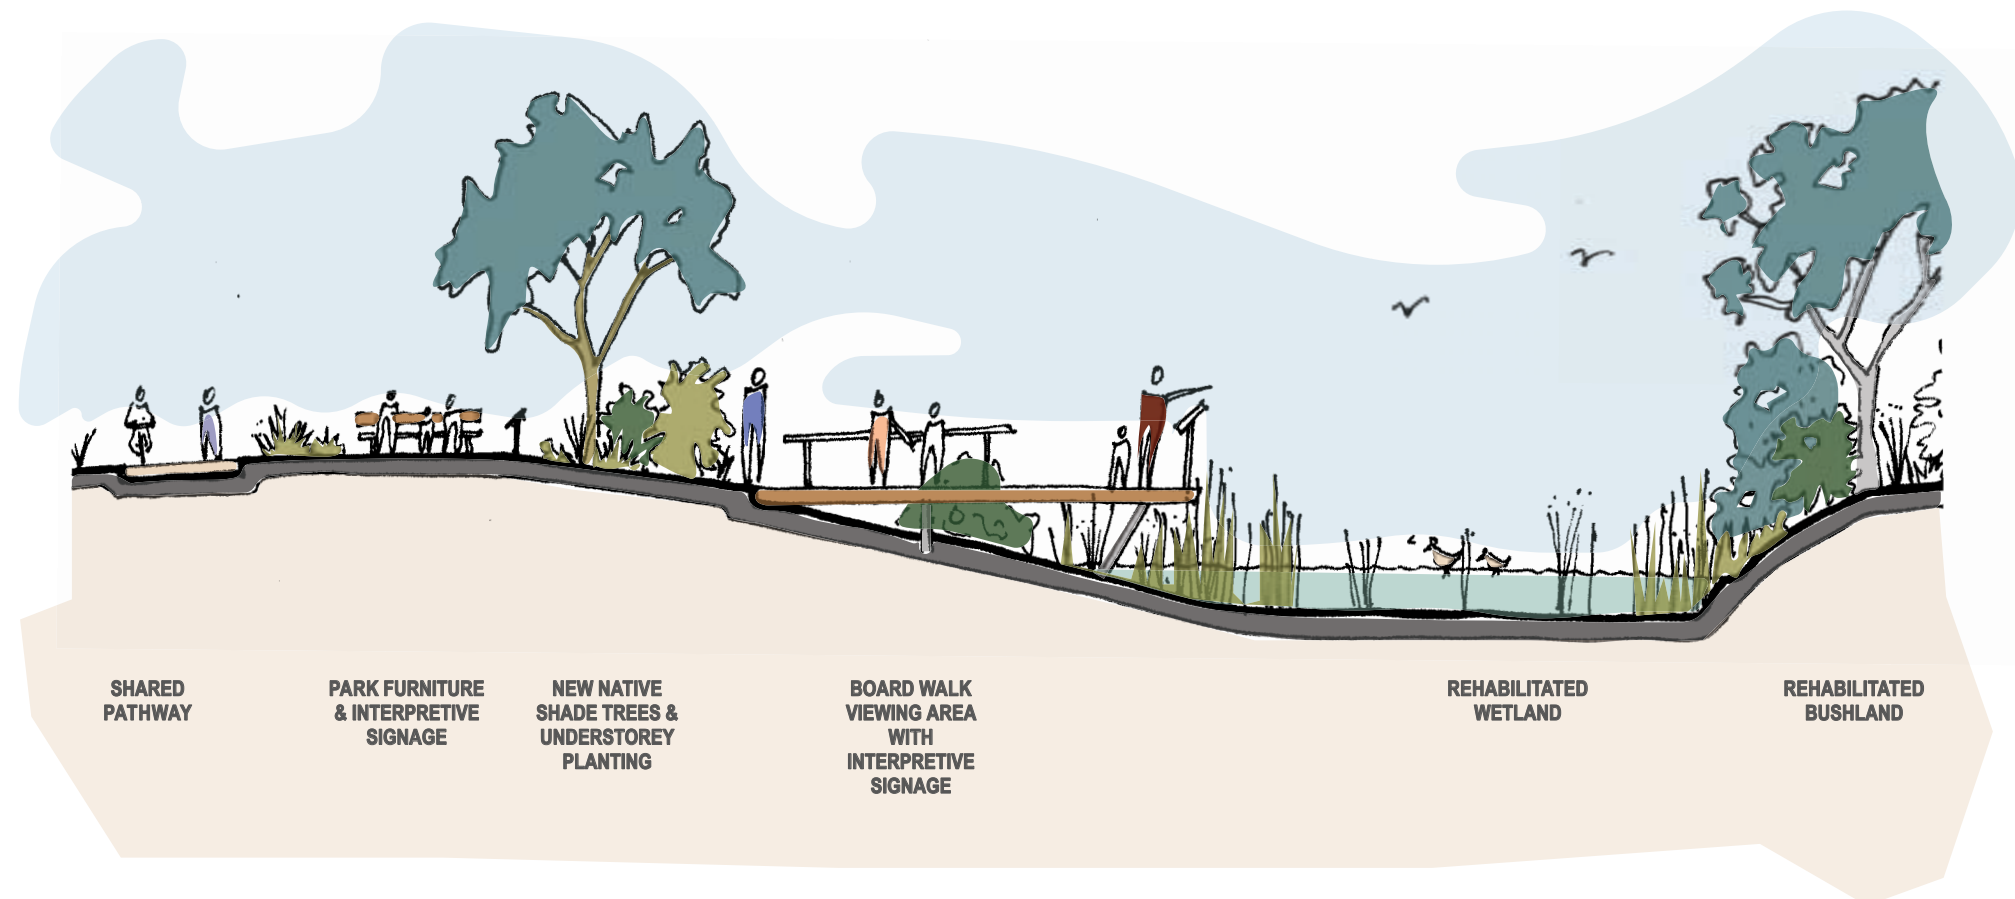 SHARED
PATHWAY
PARK FURNITURE
& INTERPRETIVE
SIGNAGE
NEW NATIVE
SHADE TREES &
UNDERSTOREY
PLANTING
BOARD WALK
VIEWING AREA
WITH
INTERPRETIVE
SIGNAGE
REHABILITATED
WETLAND
REHABILITATED
BUSHLAND